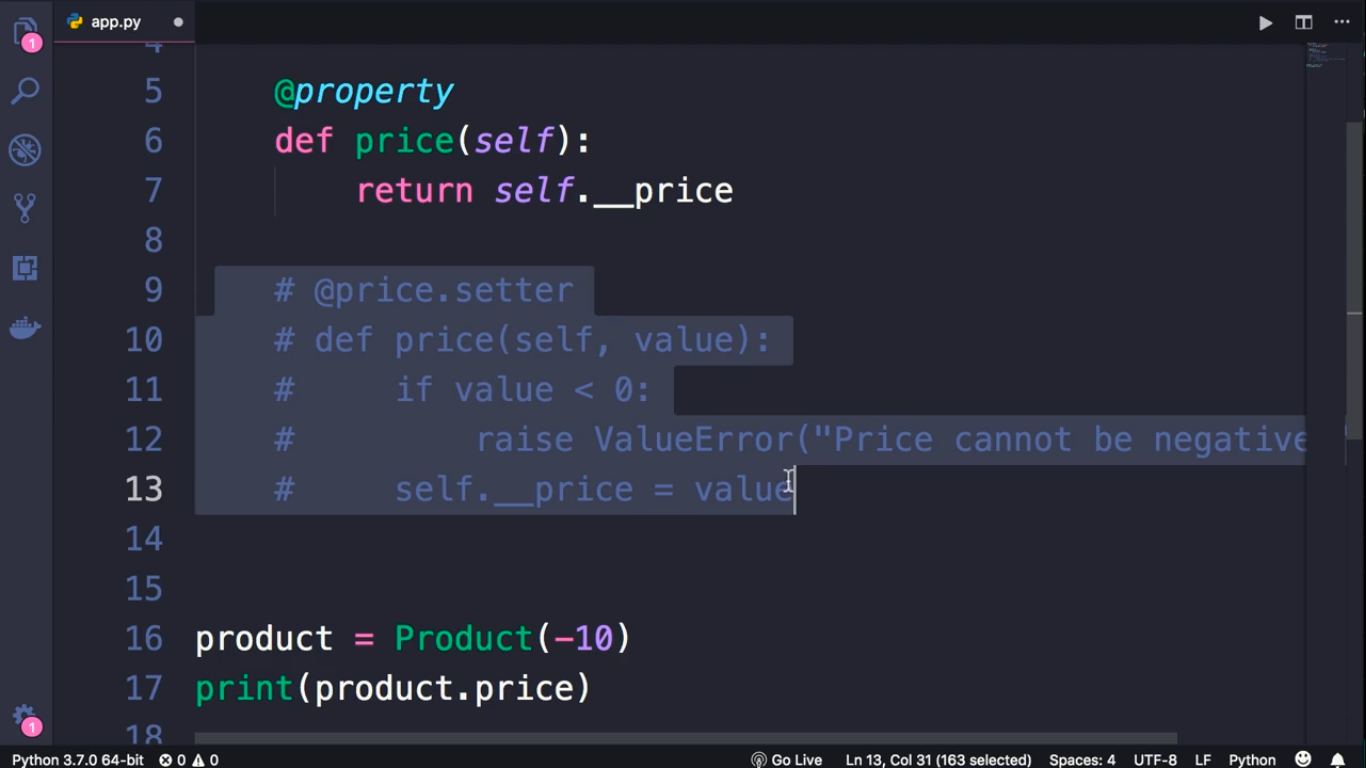 1
app.py
4
5 @property
6 def price(self):
7 return self.__price
8
9 # @price.setter
10 # def price(self, value):
11 # if value < 0:
12 # raise ValueError("Price cannot be negative
13 # self.__price = value
14
15
16 product = Product(-10)
17 print(product.price)
18
1
Python 3.7.0 64-bit 0 0 Go Live Ln 13, Col 31 (163 selected) Spaces: 4 UTF-8 LF Python